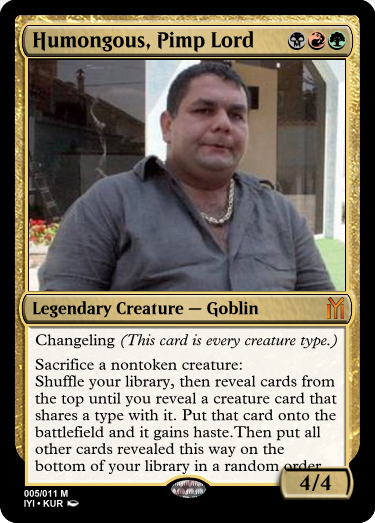 Humongous, Pimp Lord
Legendary Creature — Goblin
Changeling (This card is every creature type.)
Sacrifice a nontoken creature:
Shuffle your library, then reveal cards from
the top until you reveal a creature card that
shares a type with it. Put that card onto the
battlefield and it gains haste.Then put all
other cards revealed this way on the
bottom of your library in a random order.
4/4
005/011 M
IYI • KUR